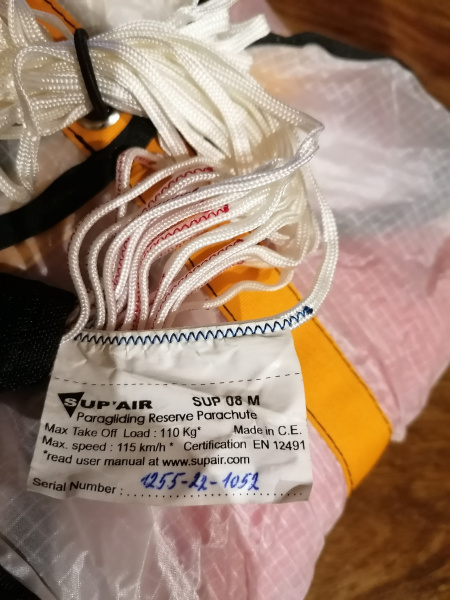 SUP'AIR SUP 08 M
Paragliding Reserve Parachute
Max Take Off Load : 110 Kg* Made in C.E.
Max. speed : 115 km/h * Certification EN 12491
*read user manual at www.supair.com
Serial Number : 1255-22-1052